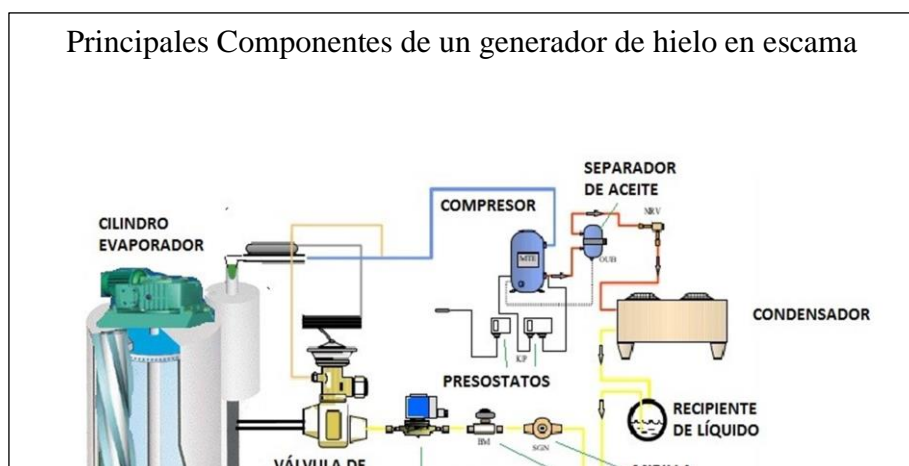 Principales Componentes de un generador de hielo en escama
SEPARADOR
DE ACEITE
COMPRESOR
NRV
CILINDRO
EVAPORADOR
MTE
OUB
CONDENSADOR
KP
PRESOSTATOS
RECIPIENTE
DE LÍQUIDO
BM
SGN
VÁLVULA DE